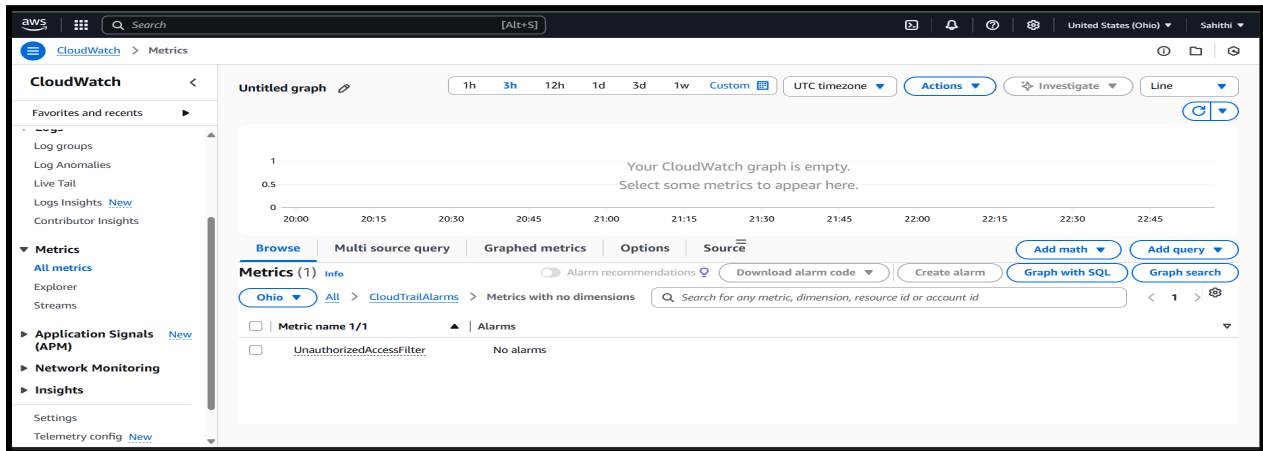 aws Search [Alt+S] United States (Ohio) Sahithi
CloudWatch > Metrics
CloudWatch
Favorites and recents
Logs
Log groups
Log Anomalies
Live Tail
Logs Insights New
Contributor Insights
Metrics
All metrics
Explorer
Streams
Application Signals New
(APM)
Network Monitoring
Insights
Settings
Telemetry config New
Untitled graph 1h 3h 12h 1d 3d 1w Custom UTC timezone Actions Investigate Line
1
0.5
0
Your CloudWatch graph is empty.
Select some metrics to appear here.
20:00 20:15 20:30 20:45 21:00 21:15 21:30 21:45 22:00 22:15 22:30 22:45
Browse Multi source query Graphed metrics Options Source Add math Add query
Metrics (1) Info Alarm recommendations Download alarm code Create alarm Graph with SQL Graph search
Ohio All > CloudTrailAlarms > Metrics with no dimensions Search for any metric, dimension, resource id or account id < 1 >
Metric name 1/1 Alarms
UnauthorizedAccessFilter No alarms